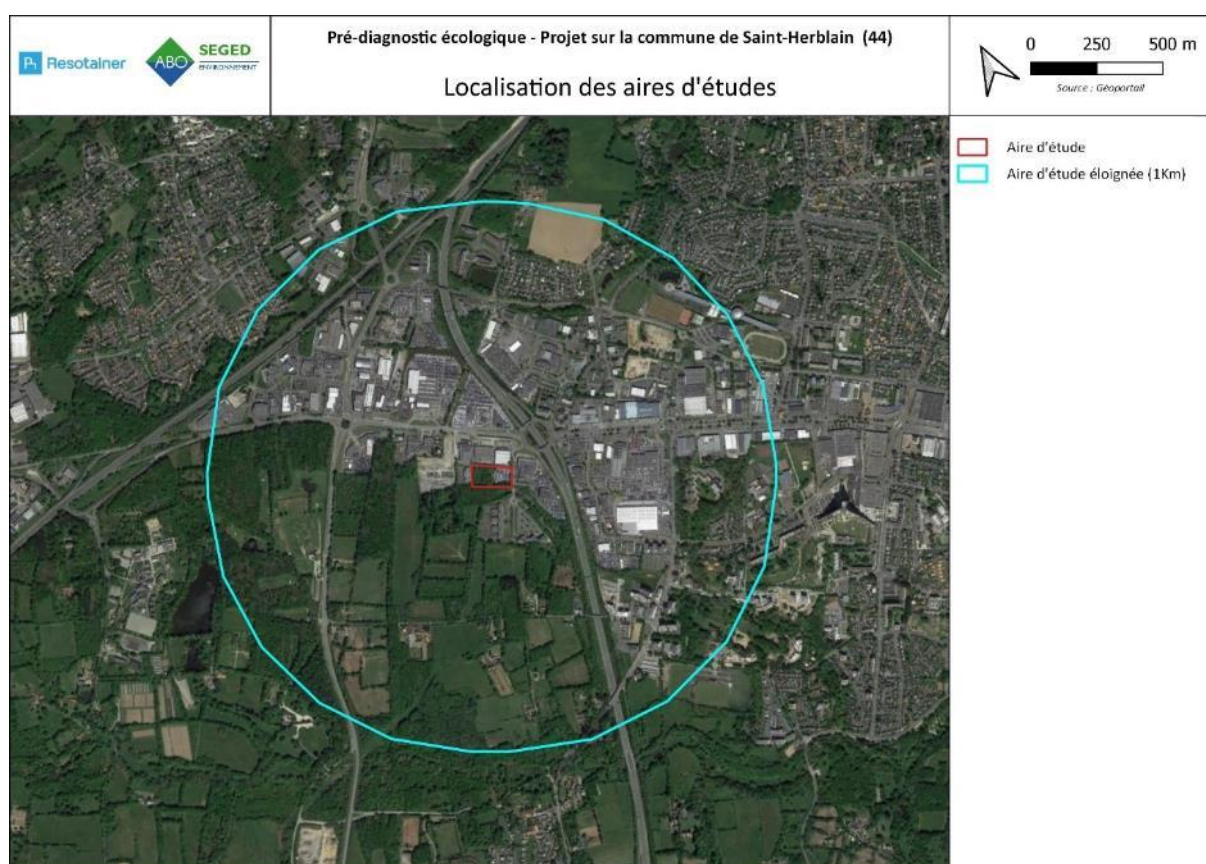 Resotainer
ABO
SEGED
ENVIRONNEMENT
Pré-diagnostic écologique - Projet sur la commune de Saint-Herblain (44)
Localisation des aires d'études
0 250 500 m
Source : Géoportail
Aire d'étude
Aire d'étude éloignée (1Km)